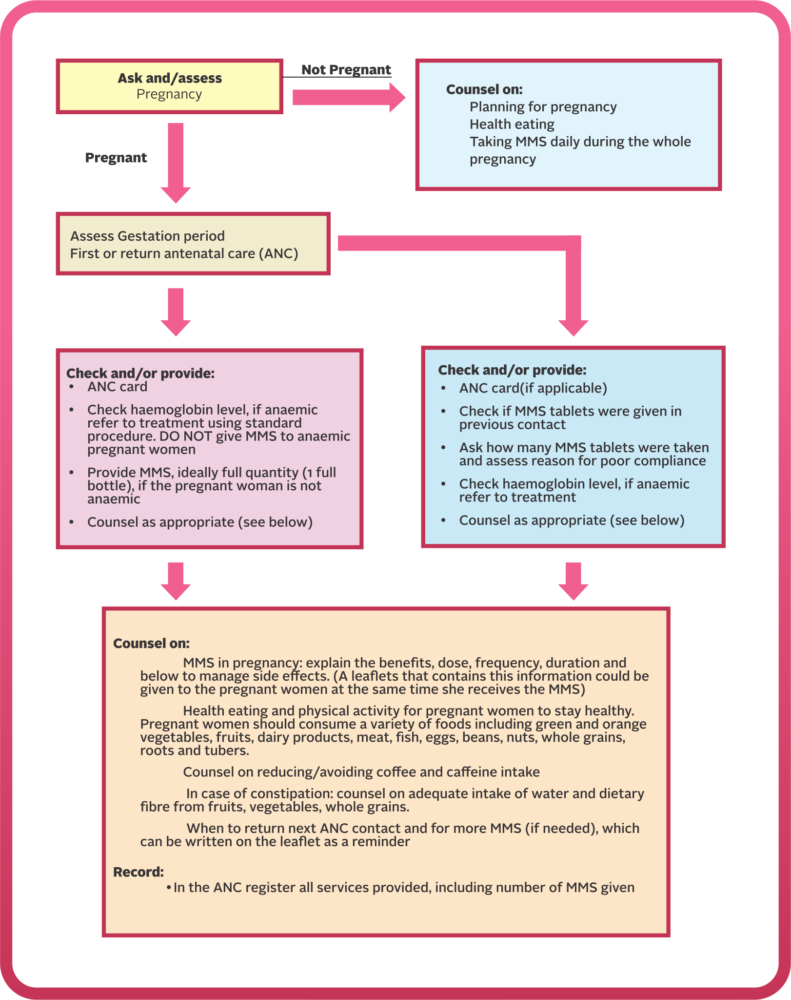 Ask and/assess
Pregnancy
Not Pregnant
Counsel on:
Planning for pregnancy
Health eating
Taking MMS daily during the whole
pregnancy
Pregnant
Assess Gestation period
First or return antenatal care (ANC)
Check and/or provide:
• ANC card
• Check haemoglobin level, if anaemic
refer to treatment using standard
procedure. DO NOT give MMS to anaemic
pregnant women
• Provide MMS, ideally full quantity (1 full
bottle), if the pregnant woman is not
anaemic
• Counsel as appropriate (see below)
Check and/or provide:
• ANC card(if applicable)
• Check if MMS tablets were given in
previous contact
• Ask how many MMS tablets were taken
and assess reason for poor compliance
• Check haemoglobin level, if anaemic
refer to treatment
• Counsel as appropriate (see below)
Counsel on:
MMS in pregnancy: explain the benefits, dose, frequency, duration and
below to manage side effects. (A leaflets that contains this information could be
given to the pregnant women at the same time she receives the MMS)
Health eating and physical activity for pregnant women to stay healthy.
Pregnant women should consume a variety of foods including green and orange
vegetables, fruits, dairy products, meat, fish, eggs, beans, nuts, whole grains,
roots and tubers.
Counsel on reducing/avoiding coffee and caffeine intake
In case of constipation: counsel on adequate intake of water and dietary
fibre from fruits, vegetables, whole grains.
When to return next ANC contact and for more MMS (if needed), which
can be written on the leaflet as a reminder
Record:
• In the ANC register all services provided, including number of MMS given